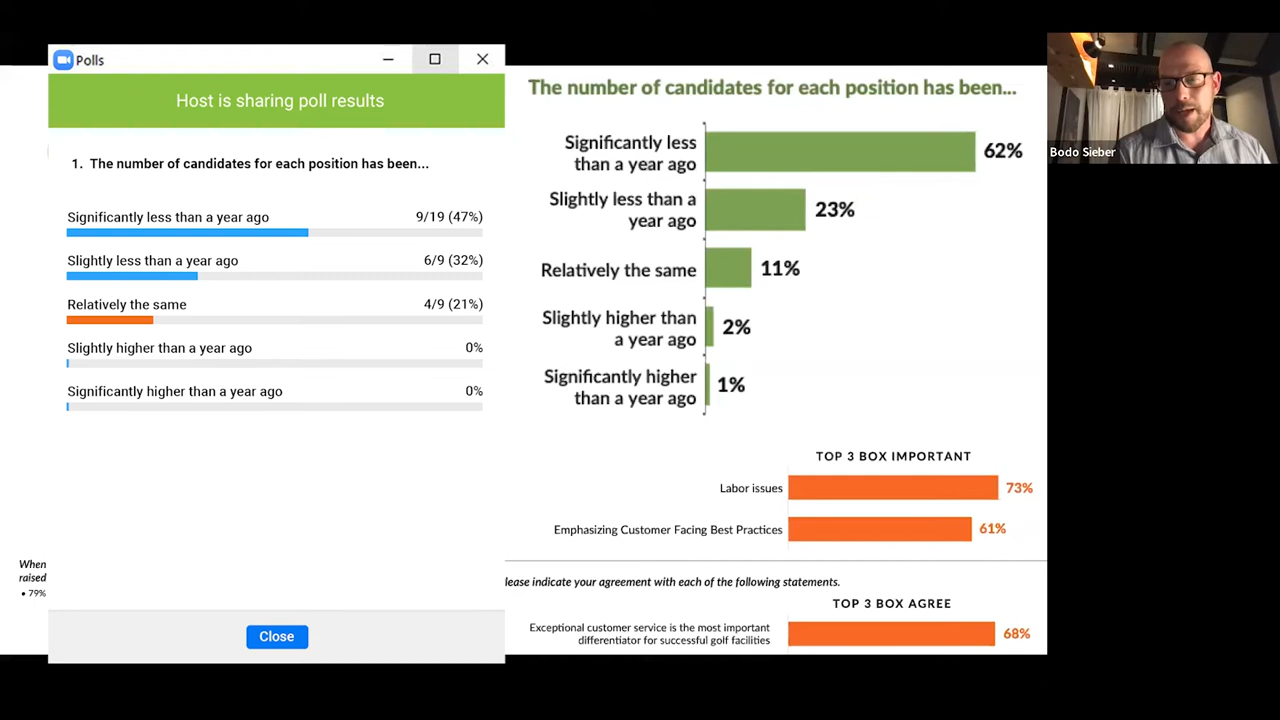 Polls
Host is sharing poll results
1. The number of candidates for each position has been...
Significantly less than a year ago 9/19 (47%)
Slightly less than a year ago 6/9 (32%)
Relatively the same 4/9 (21%)
Slightly higher than a year ago 0%
Significantly higher than a year ago 0%
Close
When
raised
• 79%
The number of candidates for each position has been...
Significantly less
than a year ago
62%
Slightly less than a
year ago
23%
Relatively the same
11%
Slightly higher than
a year ago
2%
Significantly higher
than a year ago
1%
TOP 3 BOX IMPORTANT
Labor issues 73%
Emphasizing Customer Facing Best Practices 61%
lease indicate your agreement with each of the following statements.
TOP 3 BOX AGREE
Exceptional customer service is the most important
differentiator for successful golf facilities
68%
Bodo Sieber